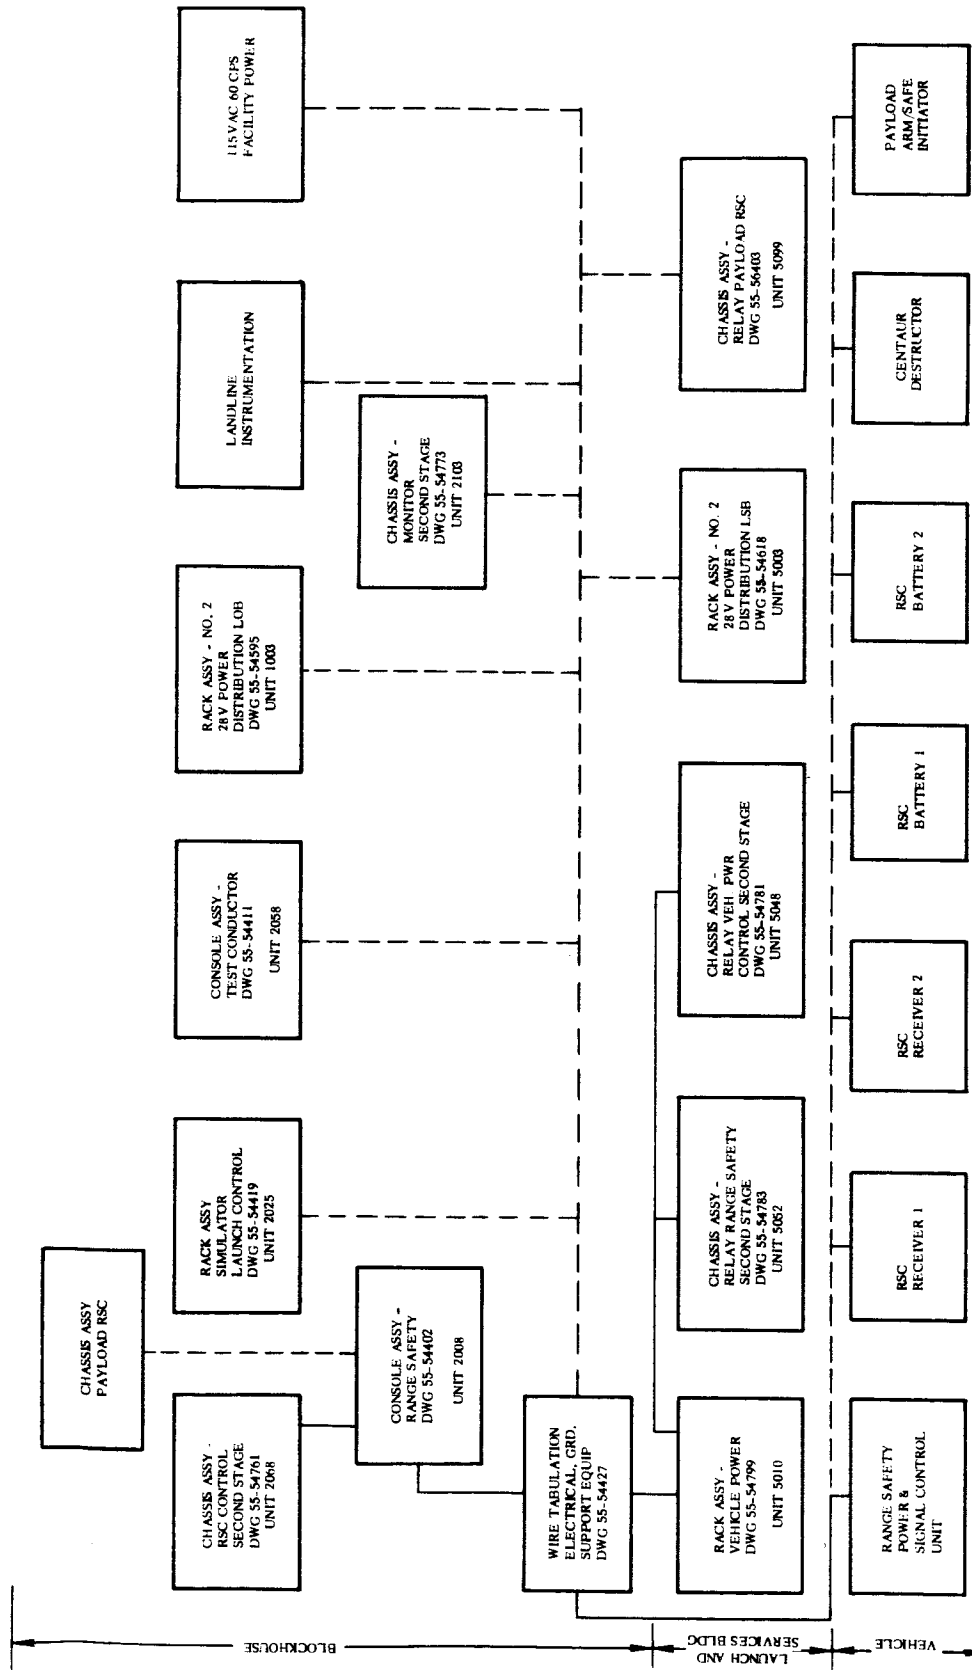 CHASSIS ASSY
PAYLOAD RSC
CHASSIS ASSY -
RSC CONTROL
SECOND STAGE
DWG 55-54761
UNIT 2068
RACK ASSY
SIMULATOR
LAUNCH CONTROL
DWG 55-54419
UNIT 2025
CONSOLE ASSY -
TEST CONDUCTOR
DWG 55-54411
UNIT 2058
RACK ASSY - NO. 2
28 V POWER
DISTRIBUTION LOB
DWG 55-54595
UNIT 1003
LANDLINE
INSTRUMENTATION
115VAC 60 CPS
FACILITY POWER
CONSOLE ASSY -
RANGE SAFETY
DWG 55-54402
UNIT 2008
CHASSIS ASSY -
MONITOR
SECOND STAGE
DWG 55-54773
UNIT 2103
WIRE TABULATION
ELECTRICAL, GRD.
SUPPORT EQUIP
DWG 55-54427
BLOCKHOUSE
RACK ASSY -
VEHICLE POWER
DWG 55-54799
UNIT 5010
CHASSIS ASSY -
RELAY RANGE SAFETY
SECOND STAGE
DWG 55-54783
UNIT 5052
CHASSIS ASSY -
RELAY VEH. PWR
CONTROL SECOND STAGE
DWG 55-54781
UNIT 5048
RACK ASSY - NO. 2
28 V POWER
DISTRIBUTION LSB
DWG 55-54618
UNIT 5003
CHASSIS ASSY -
RELAY PAYLOAD RSC
DWG 55-56403
UNIT 5099
LAUNCH AND
SERVICES BLDG
RANGE SAFETY
POWER &
SIGNAL CONTROL
UNIT
RSC
RECEIVER 1
RSC
RECEIVER 2
RSC
BATTERY 1
RSC
BATTERY 2
CENTAUR
DESTRUCTOR
PAYLOAD
ARM/SAFE
INITIATOR
VEHICLE